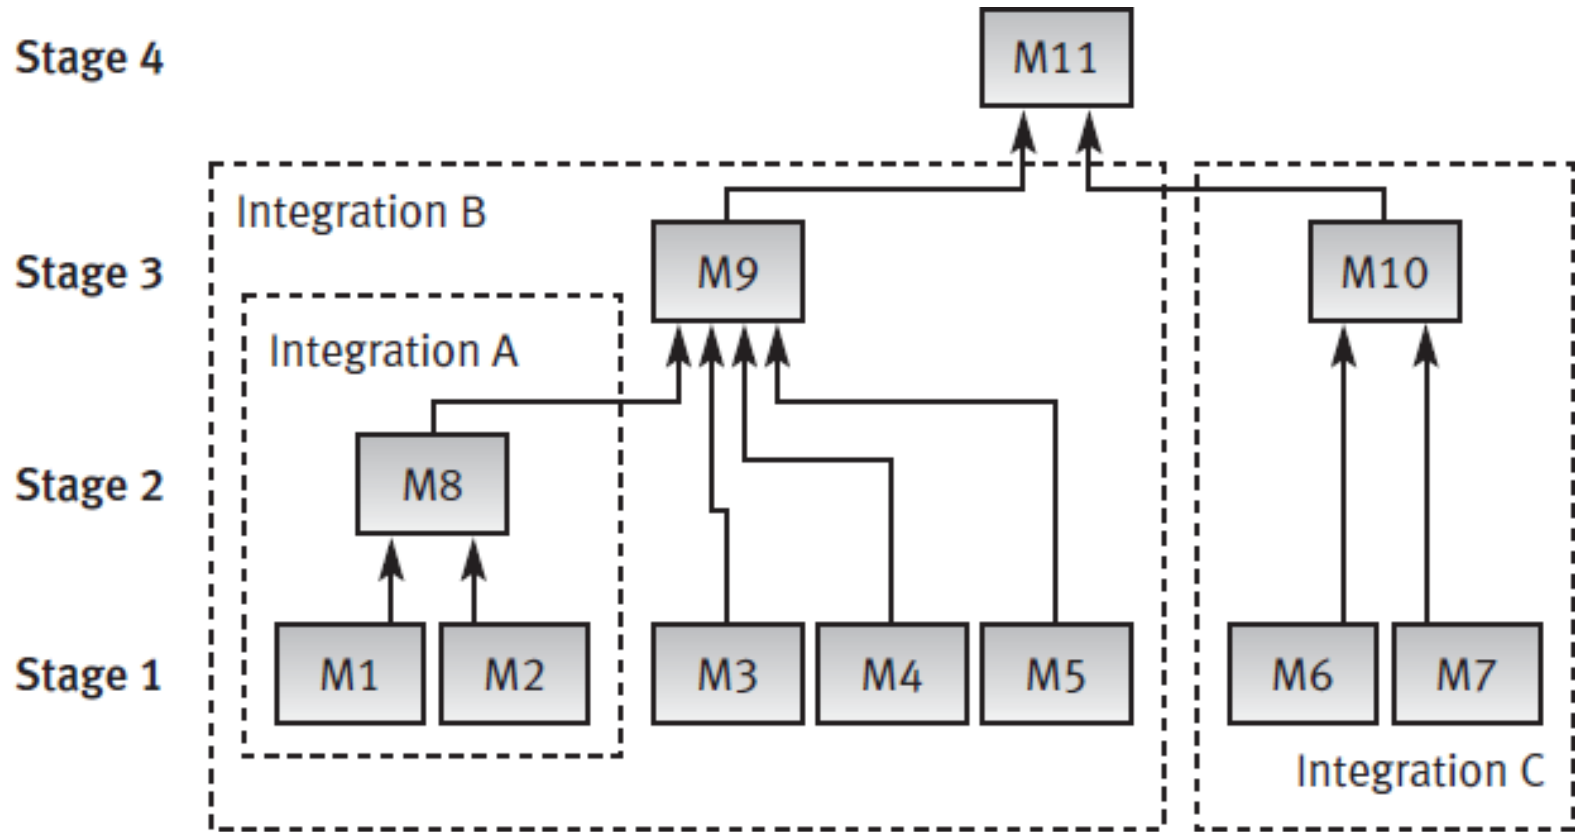 Stage 4
M11
Integration B
Stage 3
M9
M10
Integration A
Stage 2
M8
Stage 1
M1
M2
M3
M4
M5
M6
M7
Integration C